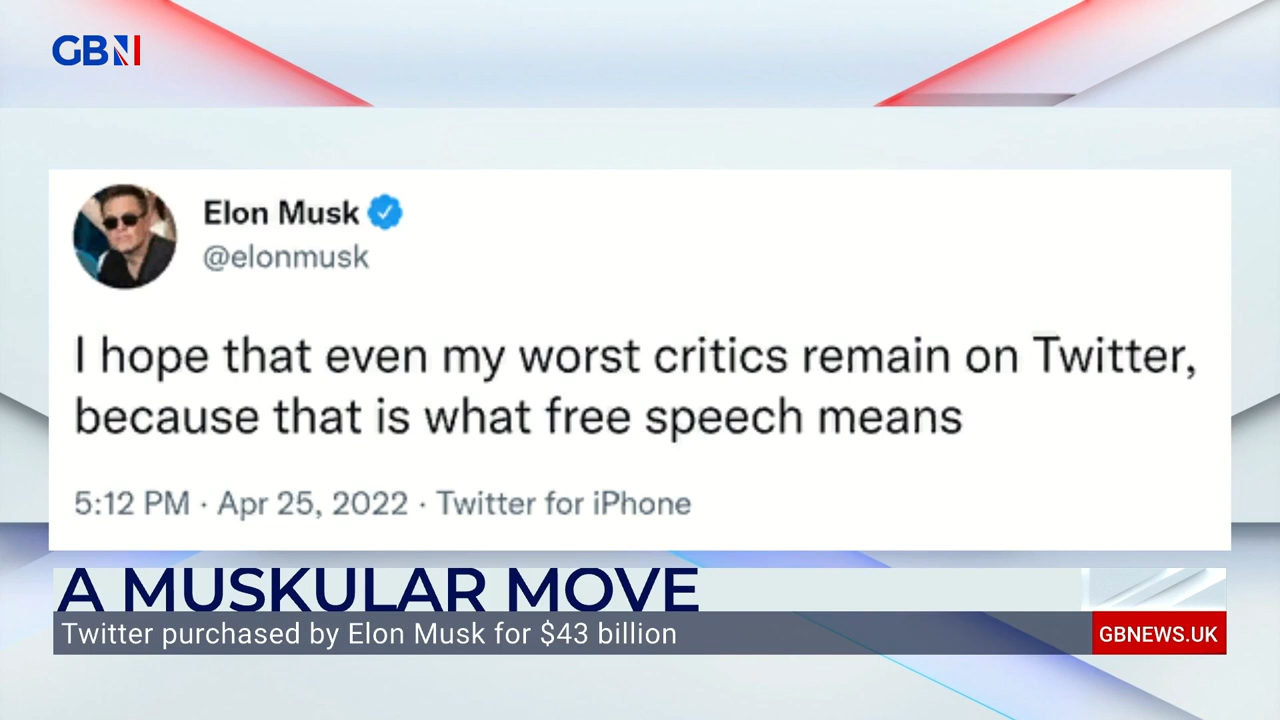 GBN
Elon Musk
@elonmusk
I hope that even my worst critics remain on Twitter,
because that is what free speech means
5:12 PM · Apr 25, 2022 · Twitter for iPhone
A MUSKULAR MOVE
Twitter purchased by Elon Musk for $43 billion
GBNEWS.UK